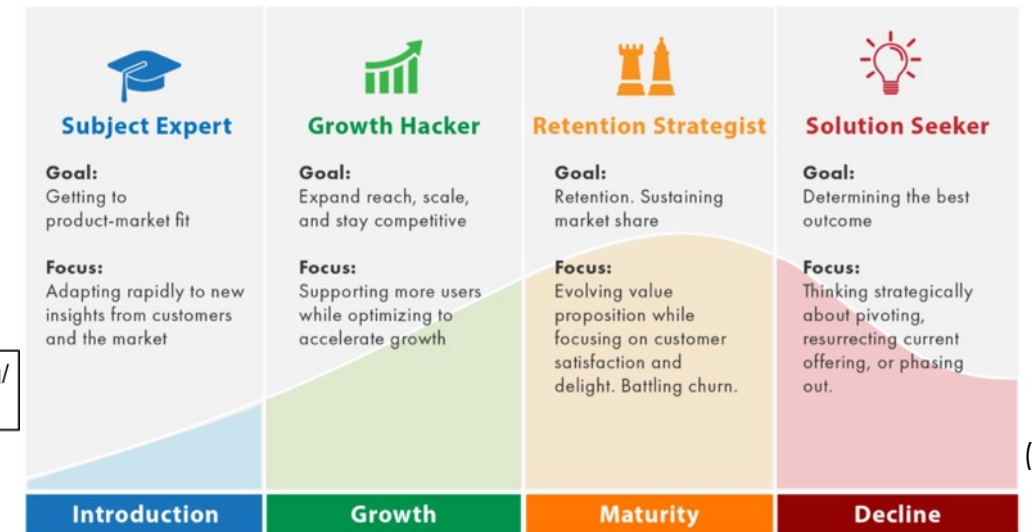 Subject Expert
Goal:
Getting to
product-market fit
Focus:
Adapting rapidly to new
insights from customers
and the market
Introduction
Growth Hacker
Goal:
Expand reach, scale,
and stay competitive
Focus:
Supporting more users
while optimizing to
accelerate growth
Growth
Retention Strategist
Goal:
Retention. Sustaining
market share
Focus:
Evolving value
proposition while
focusing on customer
satisfaction and
delight. Battling churn.
Maturity
Solution Seeker
Goal:
Determining the best
outcome
Focus:
Thinking strategically
about pivoting,
resurrecting current
offering, or phasing
out.
Decline